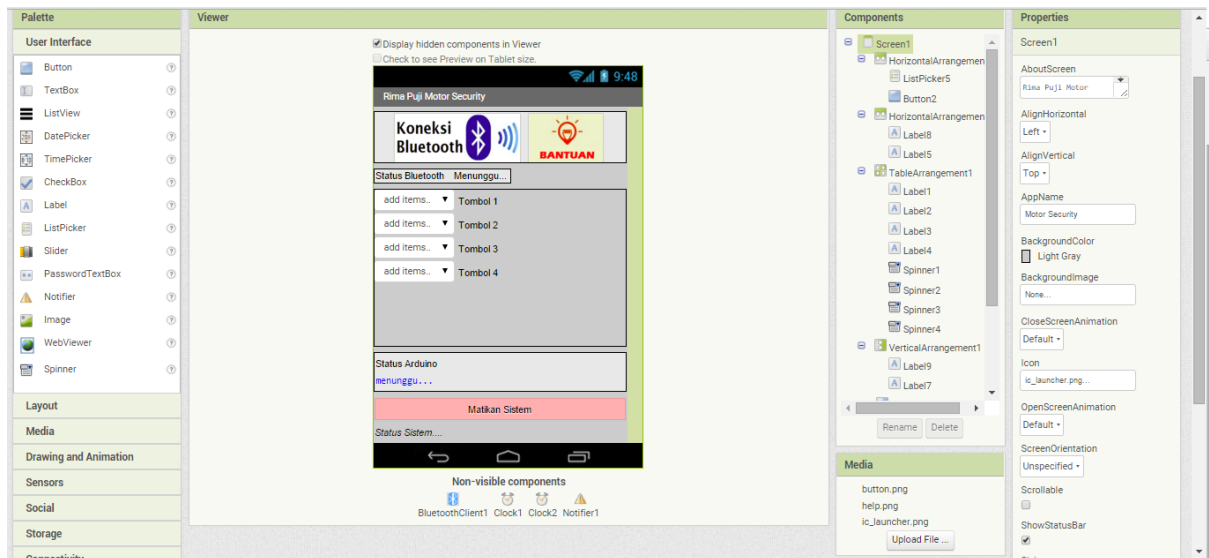 Palette
User Interface
Button
TextBox
ListView
DatePicker
TimePicker
CheckBox
Label
ListPicker
Slider
PasswordTextBox
Notifier
Image
WebViewer
Spinner
Layout
Media
Drawing and Animation
Sensors
Social
Storage
Connectivity
Viewer
Display hidden components in Viewer
Check to see Preview on Tablet size.
9:48
Rima Puji Motor Security
Koneksi
Bluetooth
BANTUAN
Status Bluetooth Menunggu...
add items.. Tombol 1
add items.. Tombol 2
add items.. Tombol 3
add items.. Tombol 4
Status Arduino
menunggu...
Matikan Sistem
Status Sistem....
Non-visible components
BluetoothClient1 Clock1 Clock2 Notifier1
Components
Screen1
HorizontalArrangemen
ListPicker5
Button2
HorizontalArrangemen
Label8
Label5
TableArrangement1
Label1
Label2
Label3
Label4
Spinner1
Spinner2
Spinner3
Spinner4
VerticalArrangement1
Label9
Label7
Rename Delete
Media
button.png
help.png
ic_launcher.png
Upload File ...
Properties
Screen1
AboutScreen
Rima Puji Motor
AlignHorizontal
Left
AlignVertical
Top
AppName
Motor Security
BackgroundColor
Light Gray
BackgroundImage
None...
CloseScreenAnimation
Default
Icon
ic_launcher.png...
OpenScreenAnimation
Default
ScreenOrientation
Unspecified
Scrollable
ShowStatusBar